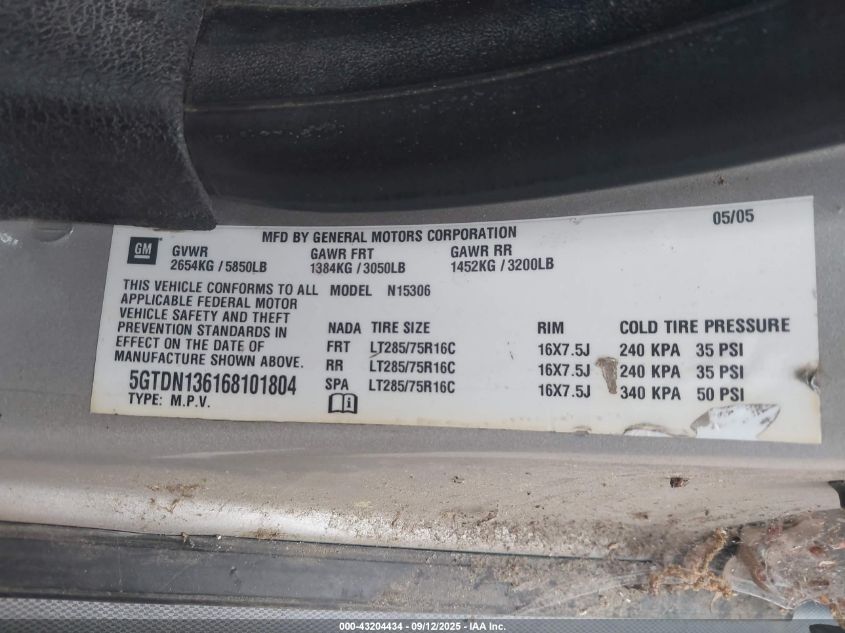 05/05
MFD BY GENERAL MOTORS CORPORATION
GM
GVWR GAWR FRT GAWR RR
2654KG / 5850LB 1384KG / 3050LB 1452KG / 3200LB
THIS VEHICLE CONFORMS TO ALL MODEL N15306
APPLICABLE FEDERAL MOTOR
VEHICLE SAFETY AND THEFT
PREVENTION STANDARDS IN
EFFECT ON THE DATE OF
MANUFACTURE SHOWN ABOVE.
5GTDN136168101804
TYPE: M.P.V.
NADA TIRE SIZE RIM COLD TIRE PRESSURE
FRT LT285/75R16C 16X7.5J 240 KPA 35 PSI
RR LT285/75R16C 16X7.5J 240 KPA 35 PSI
SPA LT285/75R16C 16X7.5J 340 KPA 50 PSI
000-43204434 - 09/12/2025 - IAA Inc.